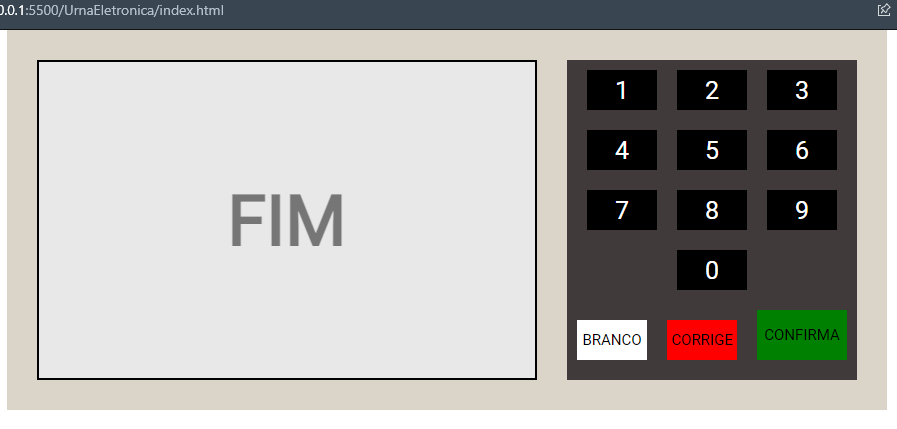 0.0.1:5500/UrnaEletronica/index.html
FIM
1 2 3
4 5 6
7 8 9
0
BRANCO CORRIGE CONFIRMA